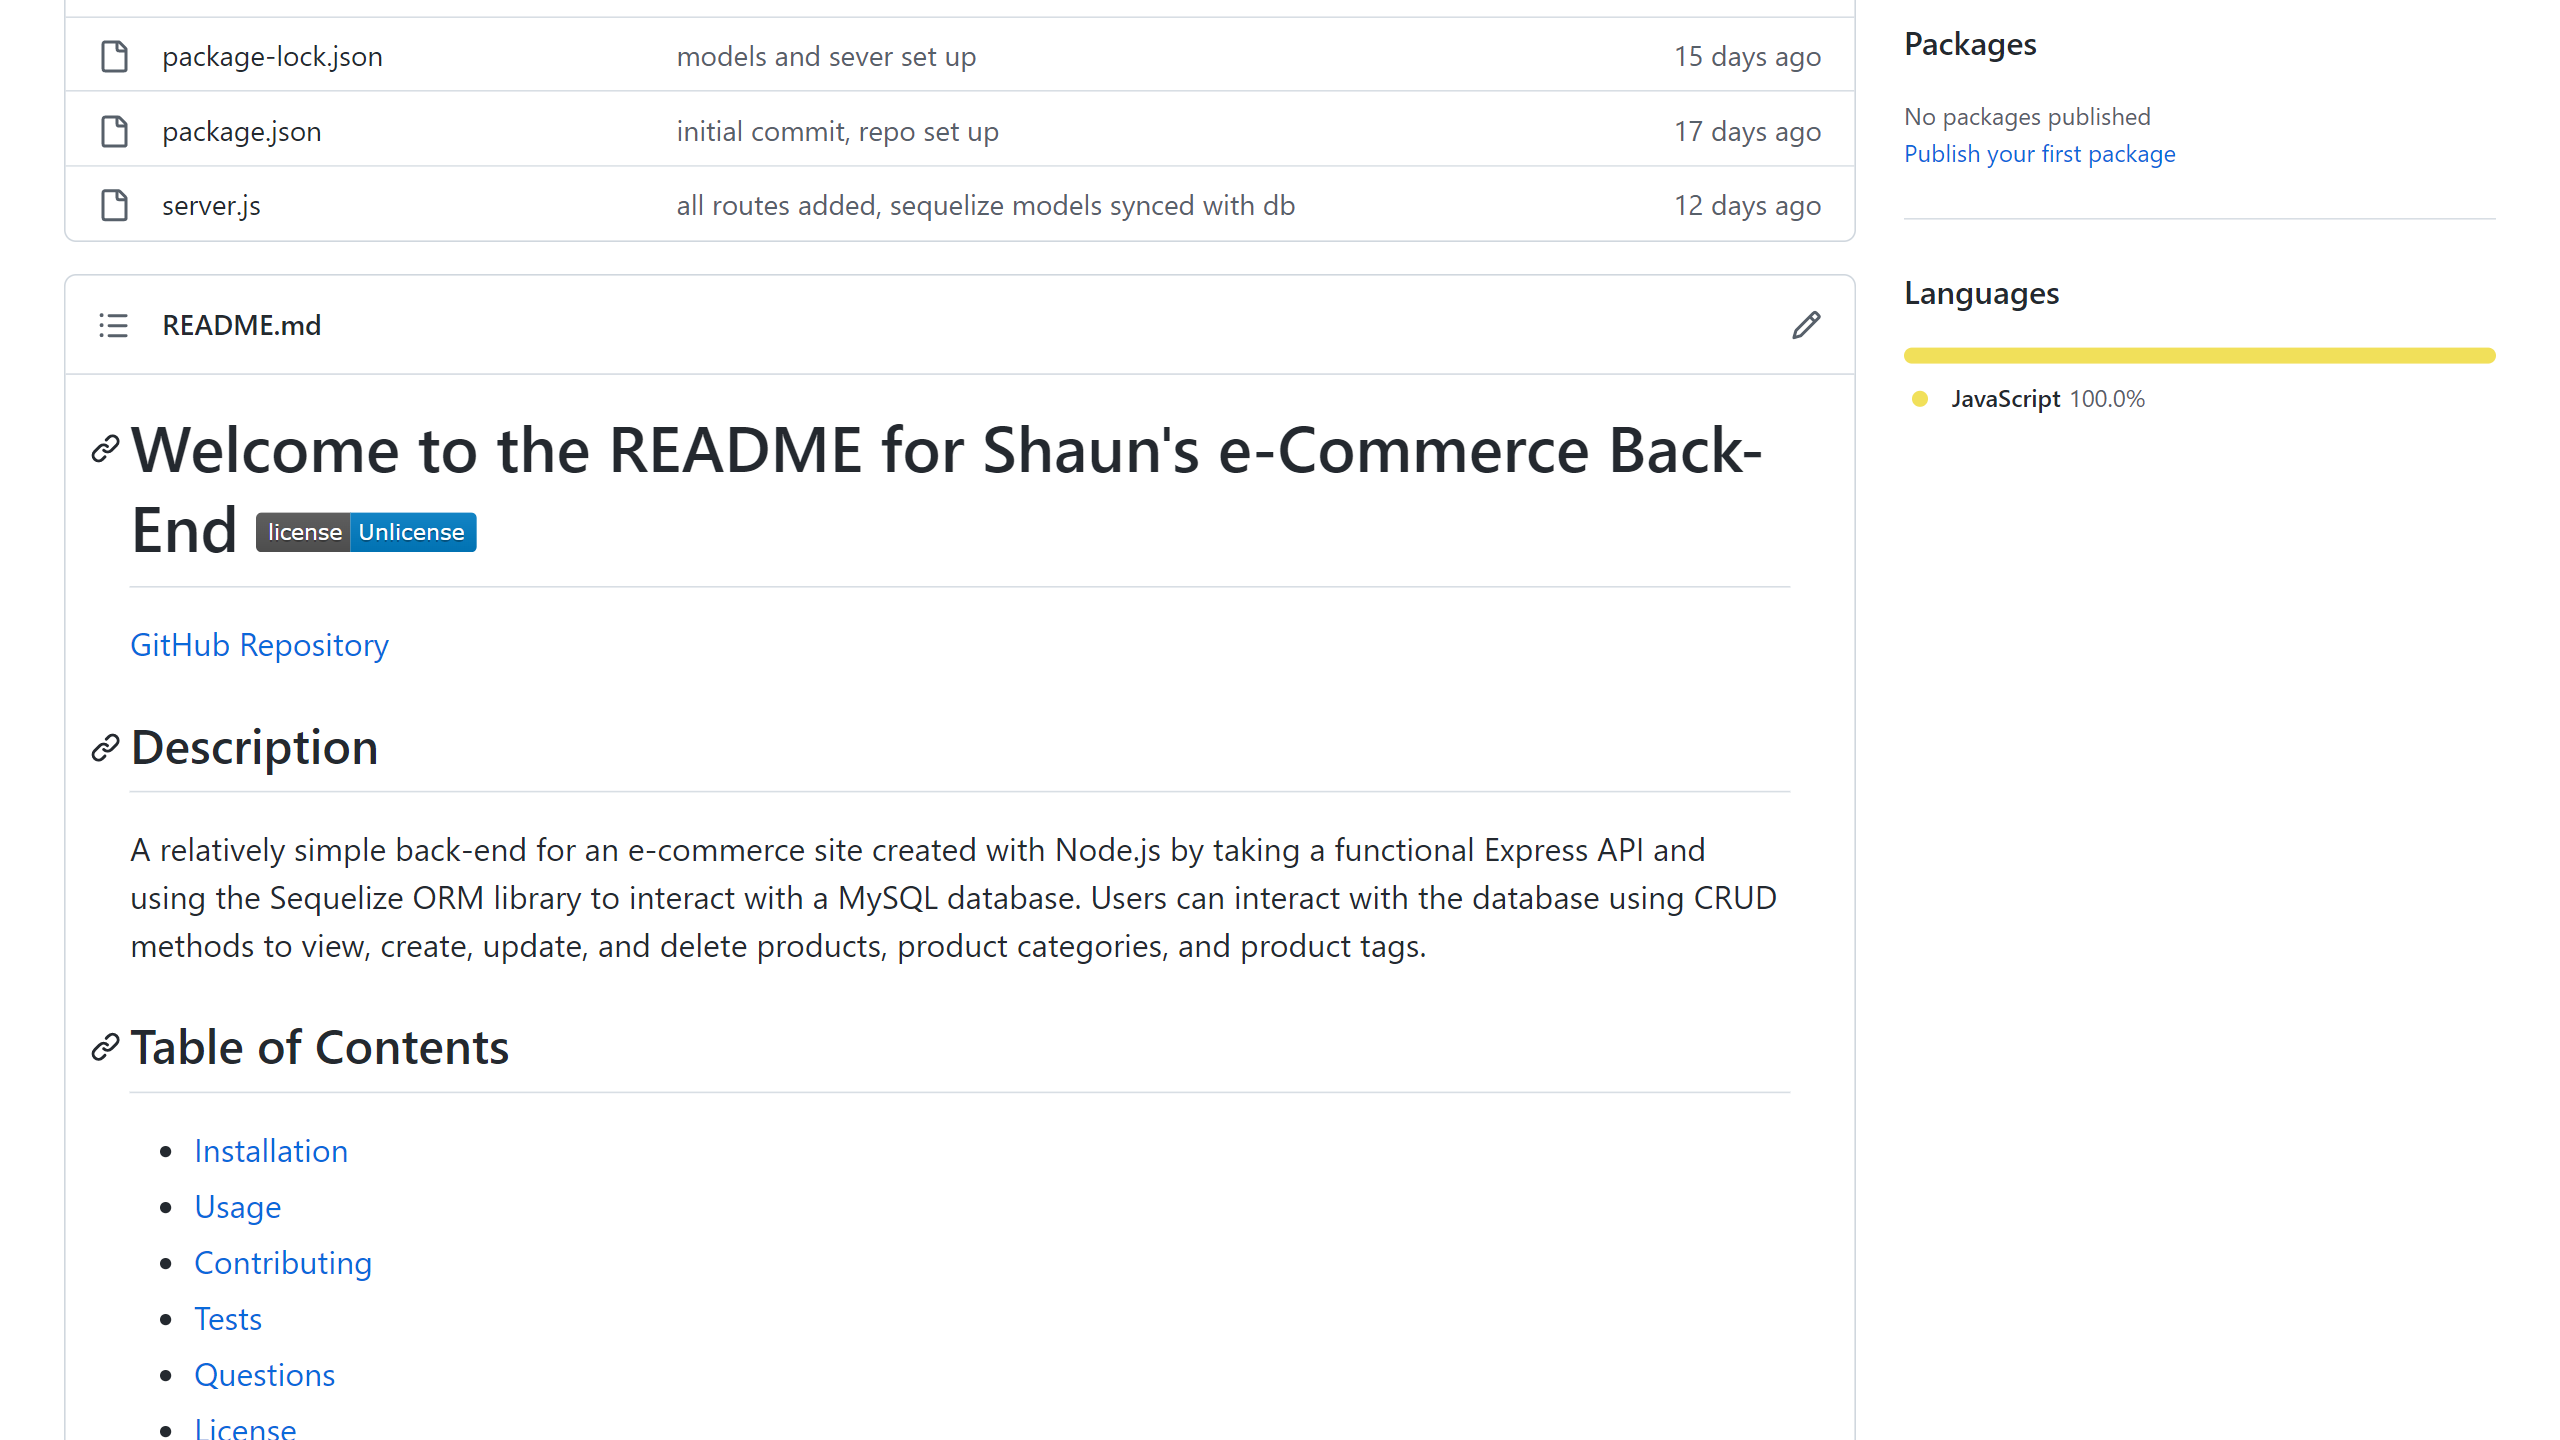 package-lock.json models and sever set up 15 days ago
package.json initial commit, repo set up 17 days ago
server.js all routes added, sequelize models synced with db 12 days ago
README.md
Welcome to the README for Shaun's e-Commerce Back-
End license Unlicense
GitHub Repository
Description
A relatively simple back-end for an e-commerce site created with Node.js by taking a functional Express API and
using the Sequelize ORM library to interact with a MySQL database. Users can interact with the database using CRUD
methods to view, create, update, and delete products, product categories, and product tags.
Table of Contents
Installation
Usage
Contributing
Tests
Questions
License
Packages
No packages published
Publish your first package
Languages
JavaScript 100.0%